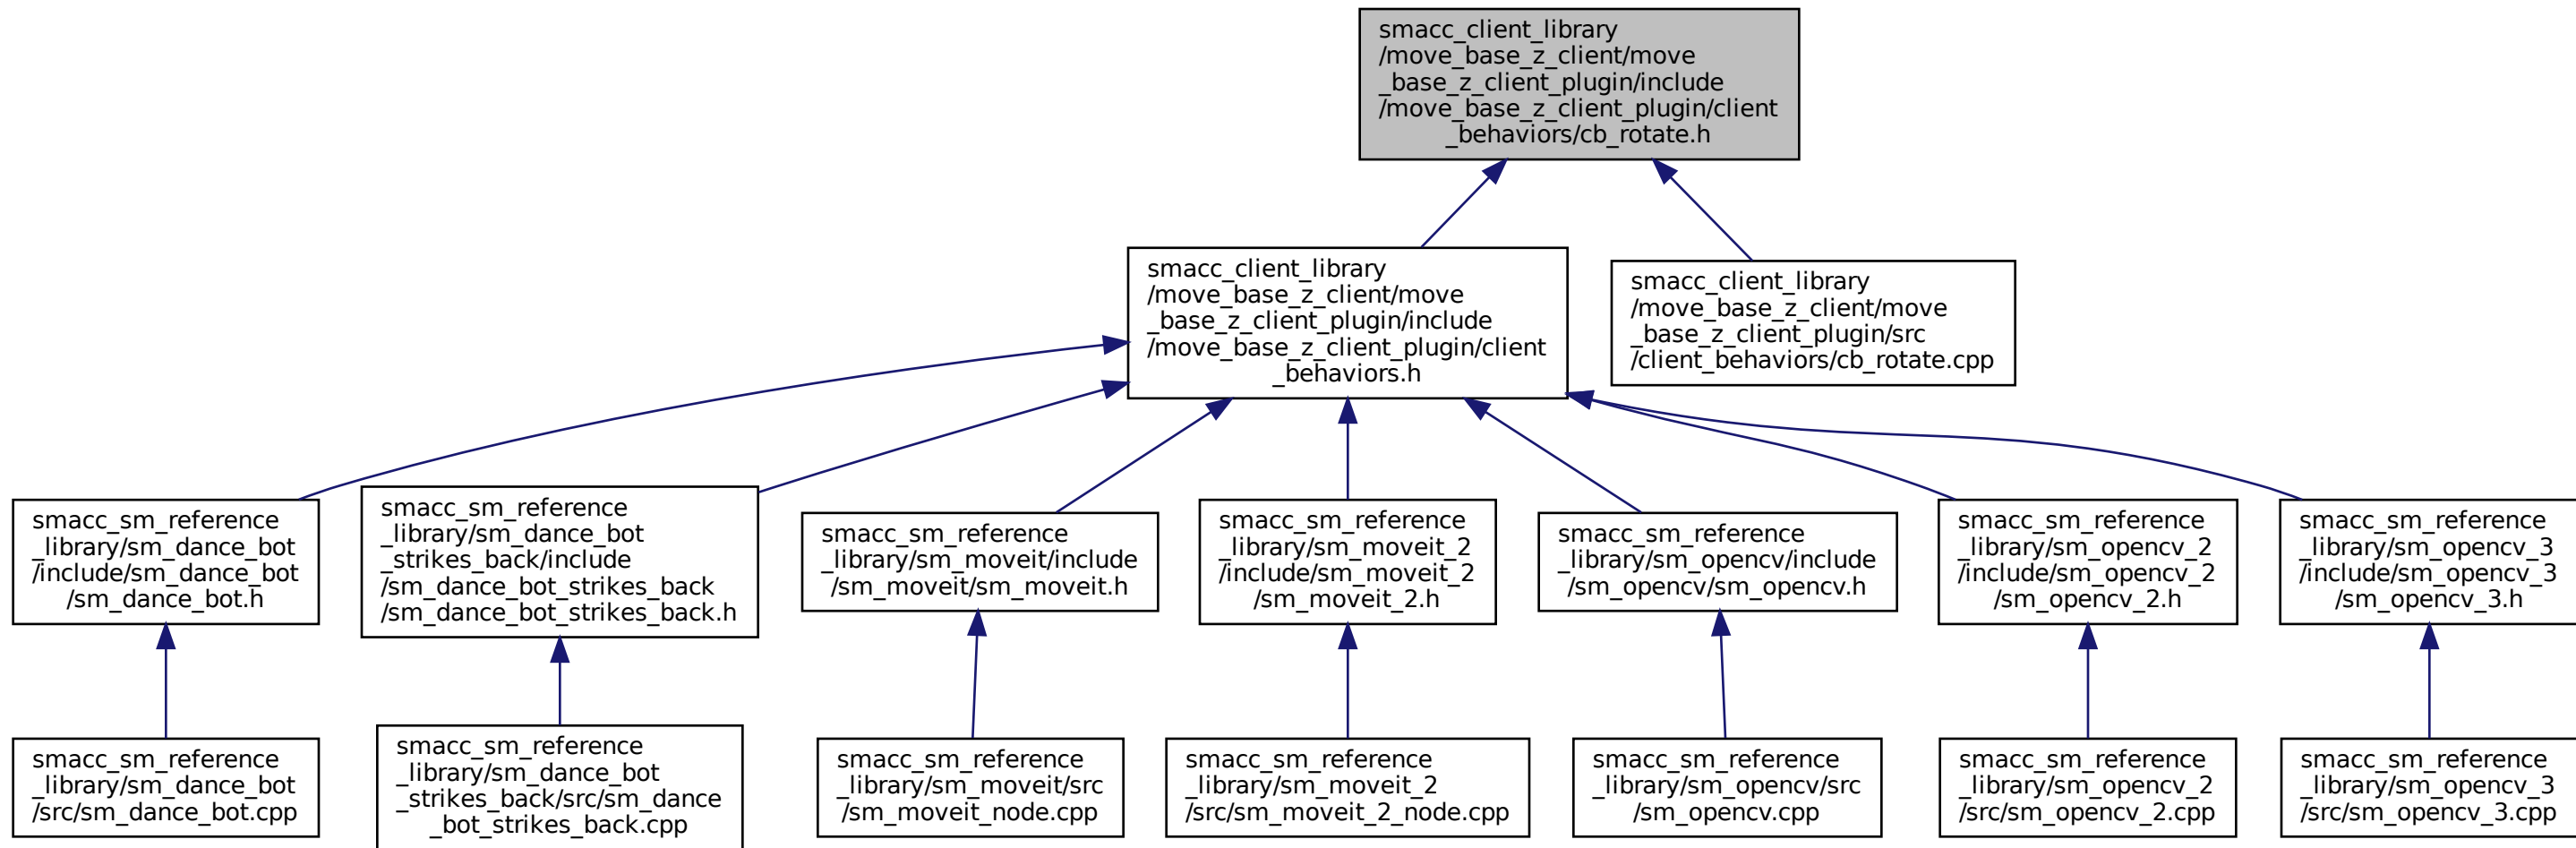 smacc_client_library
/move_base_z_client/move
_base_z_client_plugin/include
/move_base_z_client_plugin/client
_behaviors/cb_rotate.h
smacc_client_library
/move_base_z_client/move
_base_z_client_plugin/include
/move_base_z_client_plugin/client
_behaviors.h
smacc_client_library
/move_base_z_client/move
_base_z_client_plugin/src
/client_behaviors/cb_rotate.cpp
smacc_sm_reference
_library/sm_dance_bot
/include/sm_dance_bot
/sm_dance_bot.h
smacc_sm_reference
_library/sm_dance_bot
_strikes_back/include
/sm_dance_bot_strikes_back
/sm_dance_bot_strikes_back.h
smacc_sm_reference
_library/sm_moveit/include
/sm_moveit/sm_moveit.h
smacc_sm_reference
_library/sm_moveit_2
/include/sm_moveit_2
/sm_moveit_2.h
smacc_sm_reference
_library/sm_opencv/include
/sm_opencv/sm_opencv.h
smacc_sm_reference
_library/sm_opencv_2
/include/sm_opencv_2
/sm_opencv_2.h
smacc_sm_reference
_library/sm_opencv_3
/include/sm_opencv_3
/sm_opencv_3.h
smacc_sm_reference
_library/sm_dance_bot
/src/sm_dance_bot.cpp
smacc_sm_reference
_library/sm_dance_bot
_strikes_back/src/sm_dance
_bot_strikes_back.cpp
smacc_sm_reference
_library/sm_moveit/src
/sm_moveit_node.cpp
smacc_sm_reference
_library/sm_moveit_2
/src/sm_moveit_2_node.cpp
smacc_sm_reference
_library/sm_opencv/src
/sm_opencv.cpp
smacc_sm_reference
_library/sm_opencv_2
/src/sm_opencv_2.cpp
smacc_sm_reference
_library/sm_opencv_3
/src/sm_opencv_3.cpp